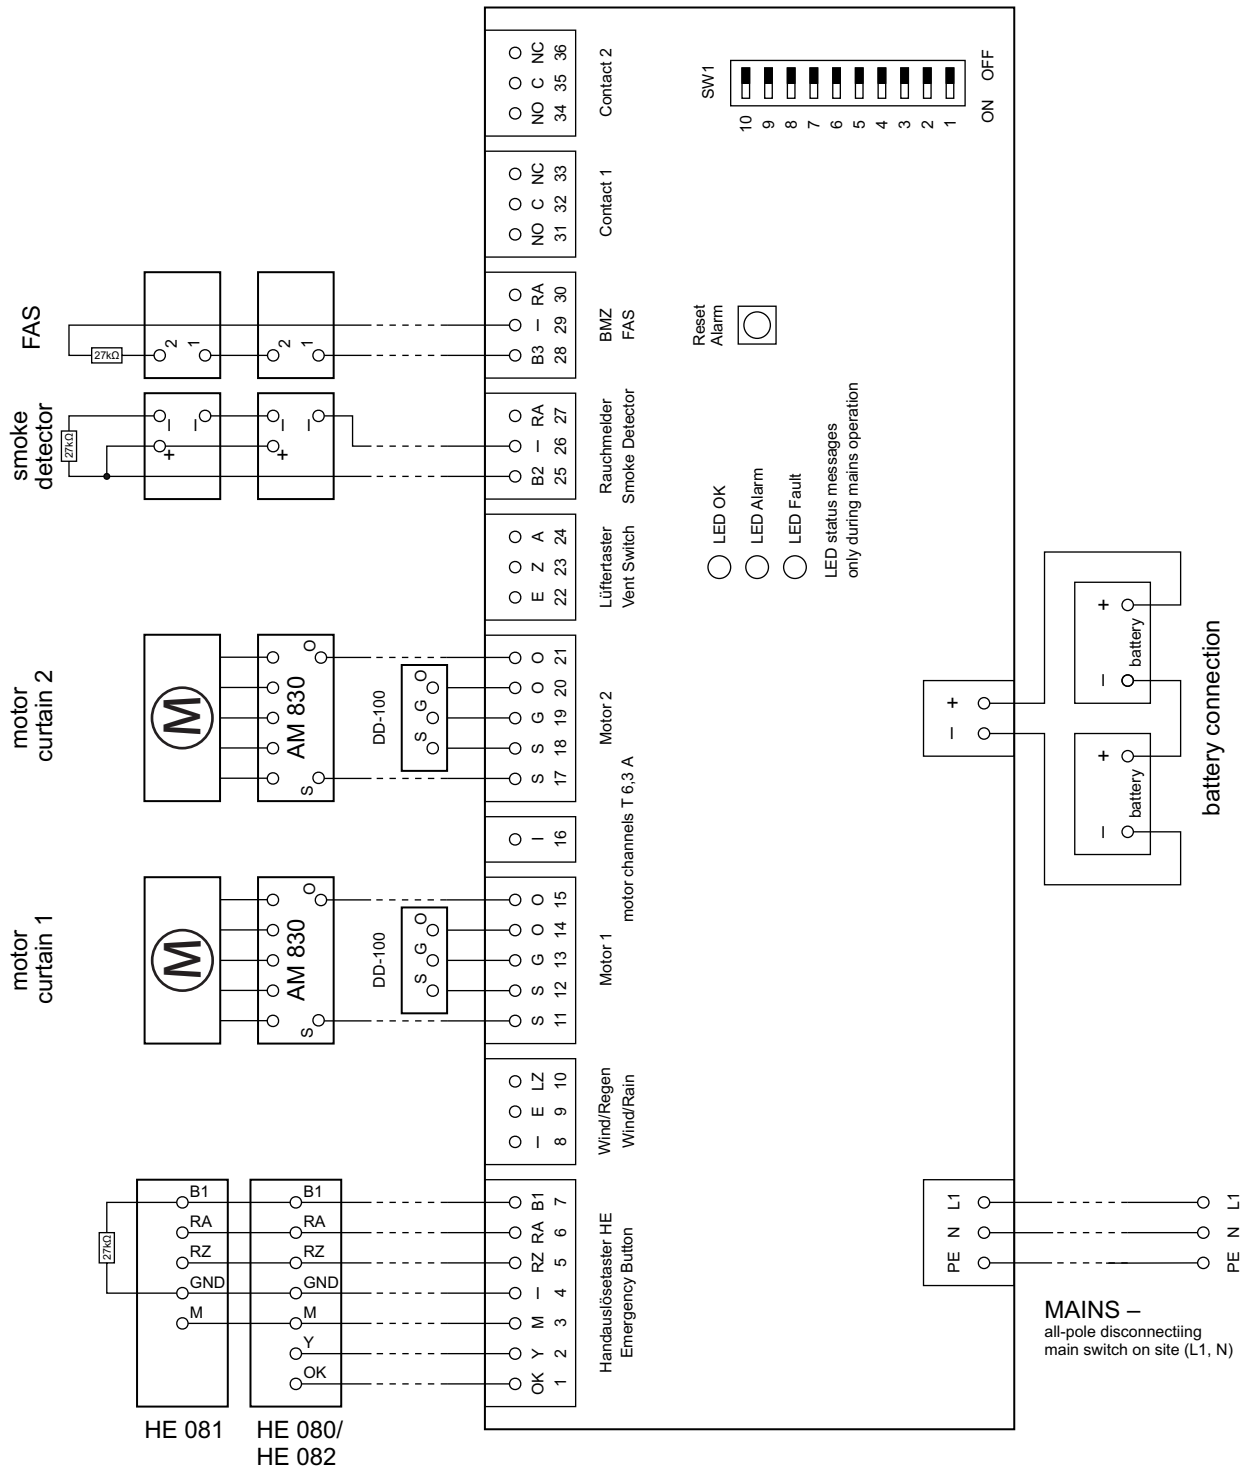 FAS
smoke
detector
motor
curtain 2
motor
curtain 1
27kΩ
2
1
2
1
27kΩ
–
–
+
–
–
+
M
AM 830
S
O
DD-100
S G O
M
AM 830
S
O
DD-100
S G O
27kΩ
B1
RA
RZ
GND
M
B1
RA
RZ
GND
M
Y
OK
HE 081
HE 080/
HE 082
NO C NC
34 35 36
Contact 2
NO C NC
31 32 33
Contact 1
B3 – RA
28 29 30
BMZ
FAS
B2 – RA
25 26 27
Rauchmelder
Smoke Detector
E Z A
22 23 24
Lüftertaster
Vent Switch
S S G O O
17 18 19 20 21
Motor 2
–
16
motor channels T 6,3 A
S S G O O
11 12 13 14 15
Motor 1
– E LZ
8 9 10
Wind/Regen
Wind/Rain
OK Y M – RZ RA B1
1 2 3 4 5 6 7
Handauslösetaster HE
Emergency Button
SW1
10
9
8
7
6
5
4
3
2
1
ON OFF
Reset
Alarm
LED OK
LED Alarm
LED Fault
LED status messages
only during mains operation
– +
– +
battery
– +
battery
battery connection
PE N L1
PE N L1
MAINS –
all-pole disconnectiing
main switch on site (L1, N)